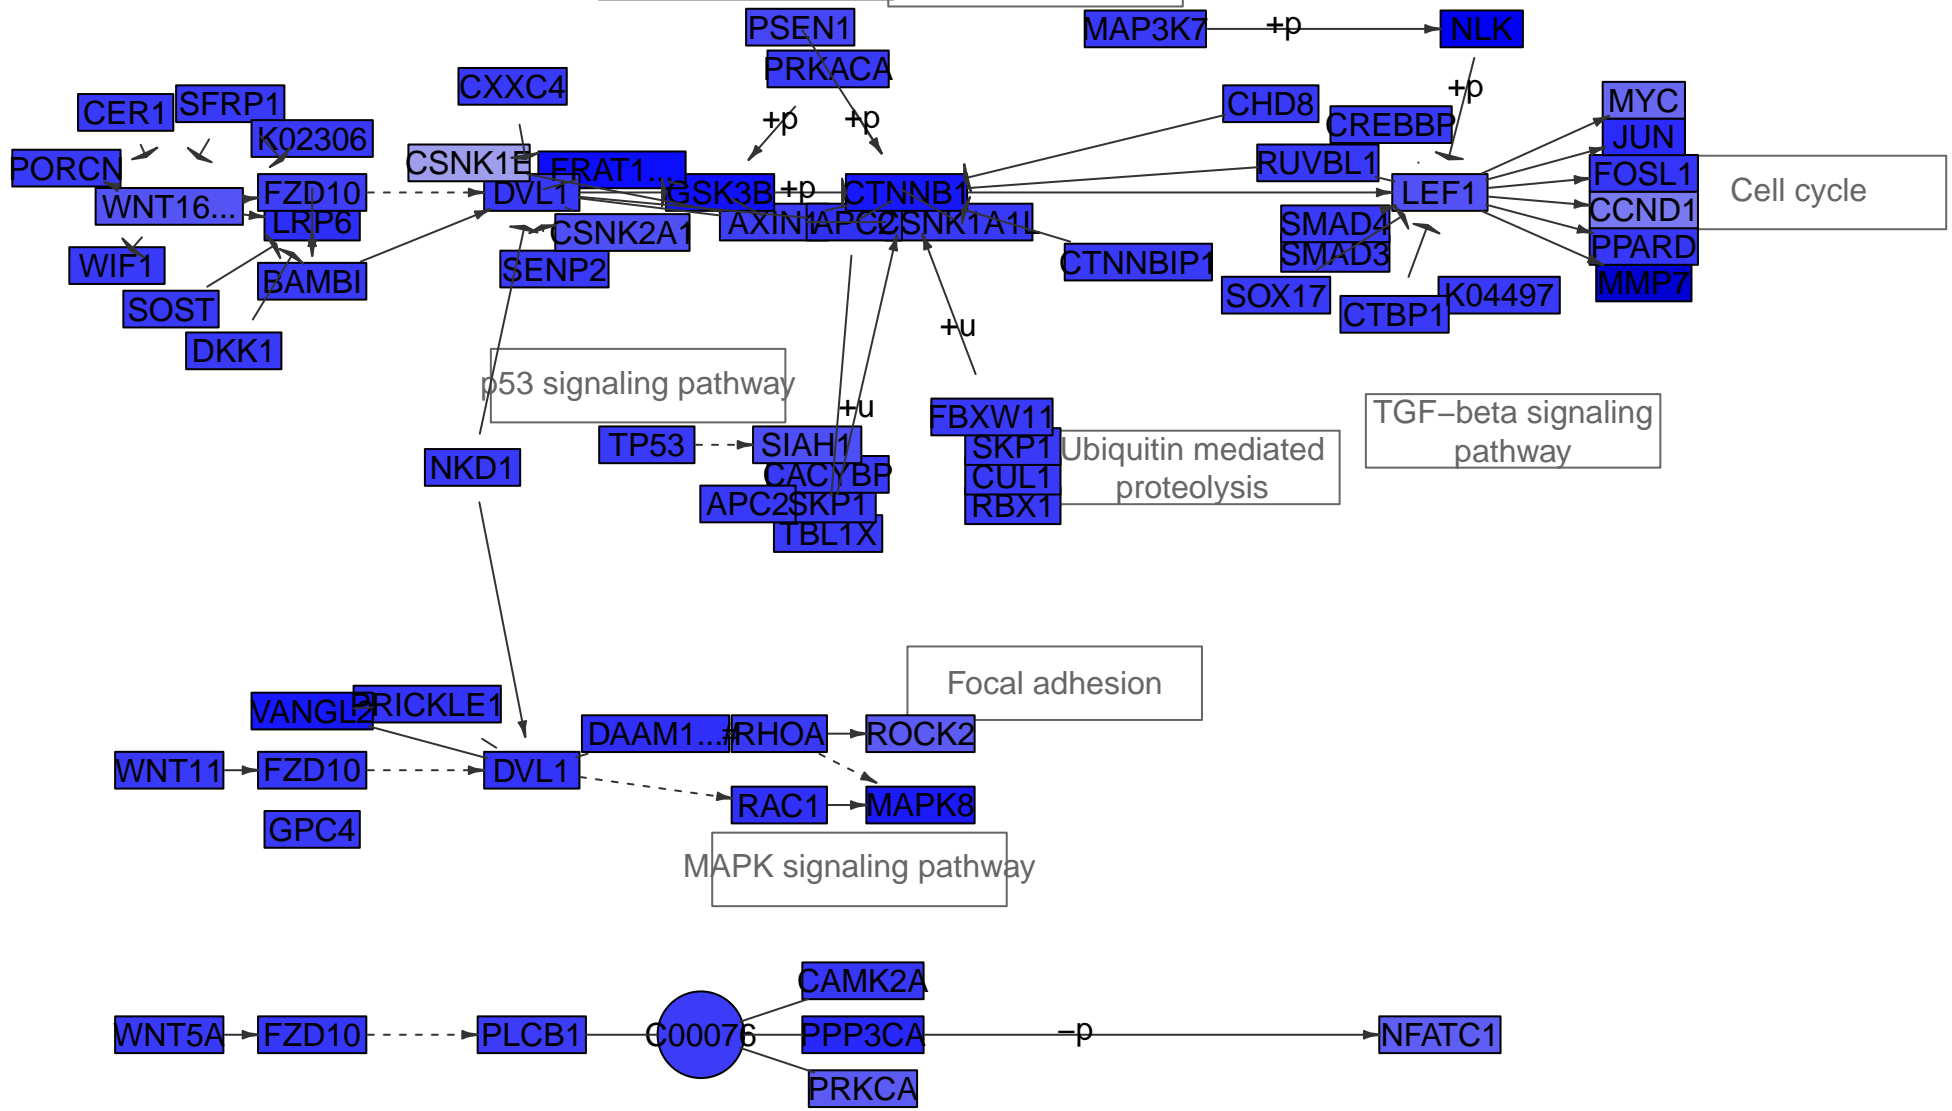 PSEN1
MAP3K7
+p
NLK
PRKACA
CXXC4
+p
CER1
SFRP1
CHD8
MYC
+p
+p
CREBBP
K02306
JUN
PORCN
CSNK1E
FRAT1...
RUVBL1
FOSL1
Cell cycle
WNT16...
FZD10
DVL1
GSK3B
+p
CTNNB1
LEF1
CCND1
LRP6
CSNK2A1
AXIN1
APC2
CSNK1A1L
SMAD4
PPARD
WIF1
BAMBI
SENP2
CTNNBIP1
SMAD3
MMP7
SOST
SOX17
CTBP1
K04497
DKK1
+u
p53 signaling pathway
+u
FBXW11
TGF−beta signaling
pathway
TP53
SIAH1
SKP1
Ubiquitin mediated
proteolysis
NKD1
CACYBP
CUL1
APC2
SKP1
RBX1
TBL1X
Focal adhesion
VANGL2
PRICKLE1
DAAM1...
#
RHOA
ROCK2
WNT11
FZD10
DVL1
RAC1
MAPK8
GPC4
MAPK signaling pathway
CAMK2A
WNT5A
FZD10
PLCB1
C00076
PPP3CA
−p
NFATC1
PRKCA